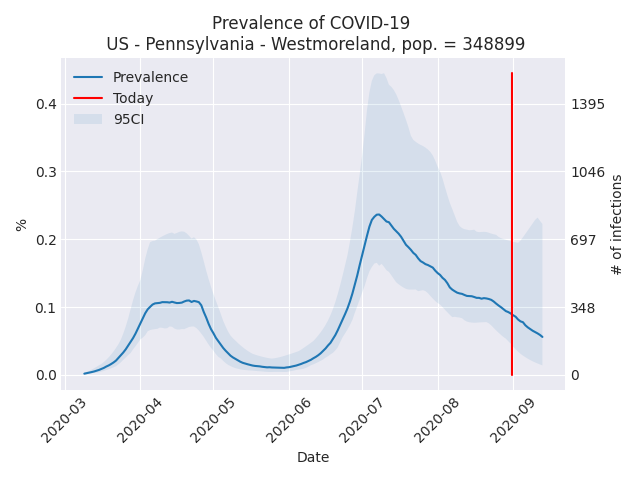 Prevalence of COVID-19
US - Pennsylvania - Westmoreland, pop. = 348899
Prevalence
Today
95CI
%
0.4
0.3
0.2
0.1
0.0
1395
1046
697
348
0
# of infections
2020-03
2020-04
2020-05
2020-06
2020-07
2020-08
2020-09
Date